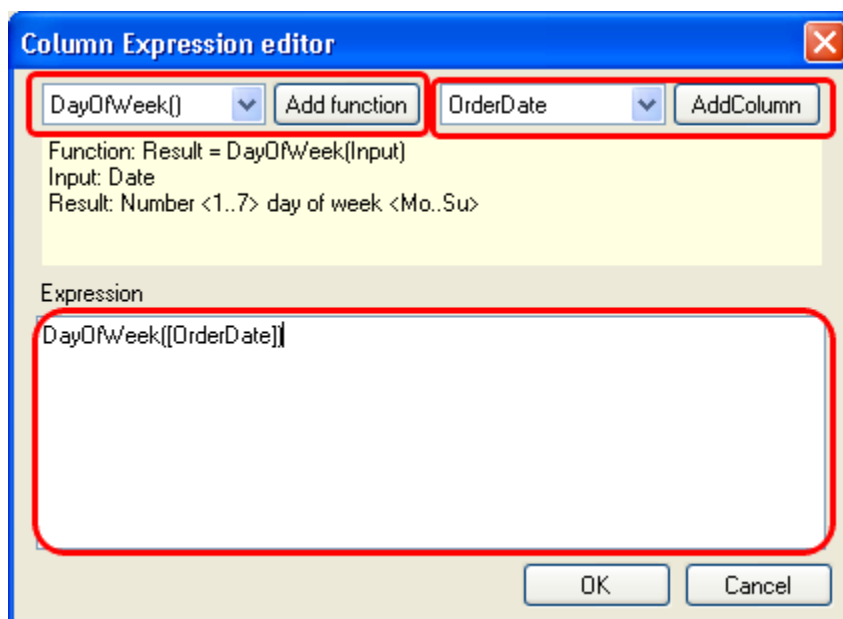 Column Expression editor
DayOfWeek() Add function OrderDate AddColumn
Function: Result = DayOfWeek(Input)
Input: Date
Result: Number <1..7> day of week <Mo..Su>
Expression
DayOfWeek([OrderDate])
OK Cancel